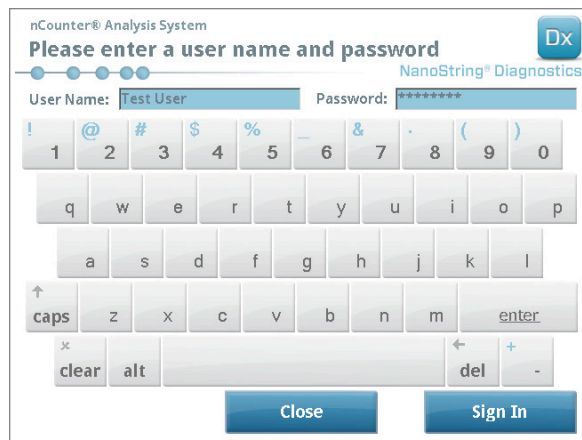 nCounter® Analysis System
Please enter a user name and password
Dx
NanoString® Diagnostics
User Name: Test User Password: ********
! @ # $ % _ & . ( )
1 2 3 4 5 6 7 8 9 0
q w e r t y u i o p
a s d f g h j k l
caps z x c v b n m enter
x ← +
clear alt del -
Close Sign In